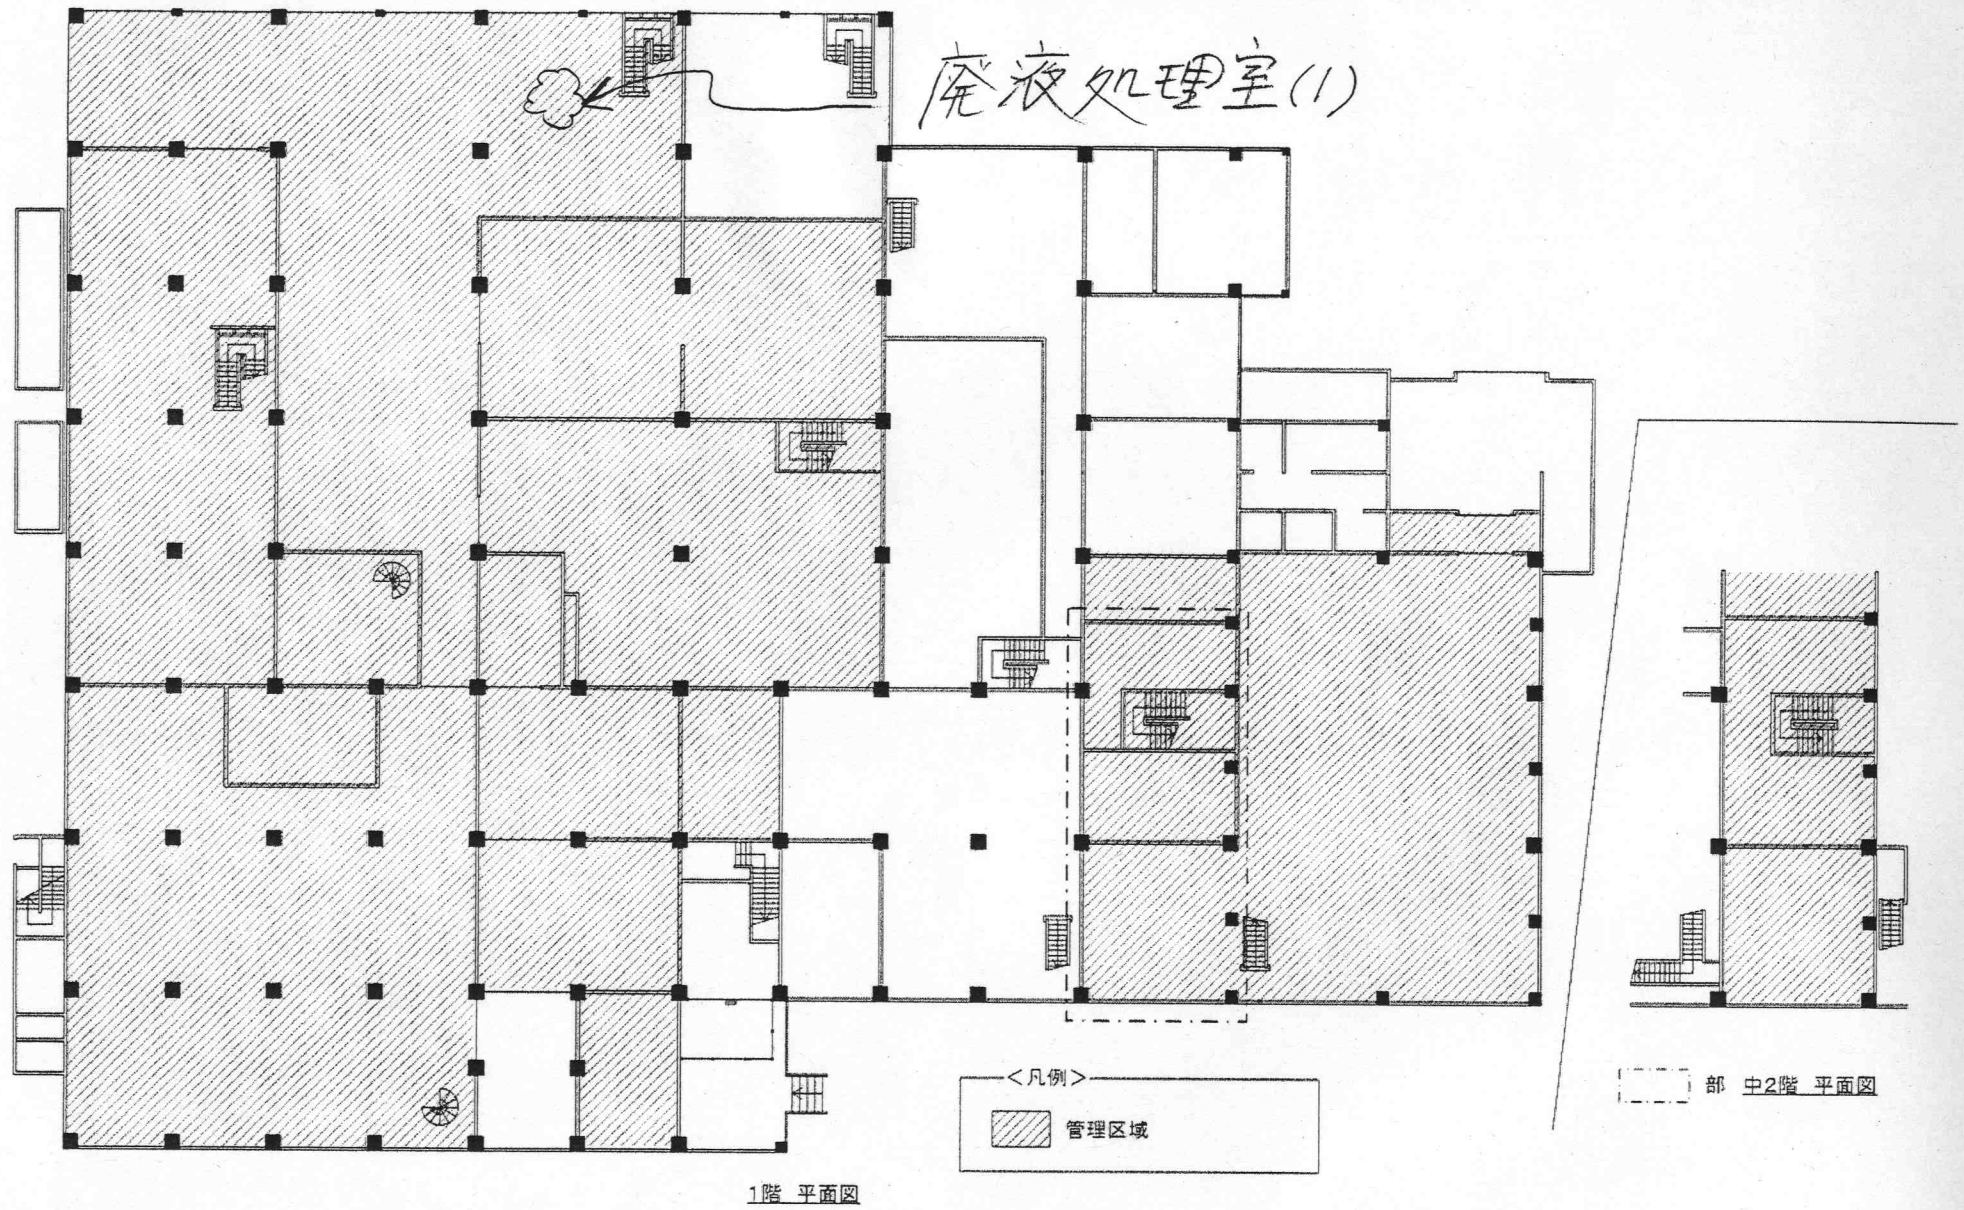 廃液処理室(1)
<凡例>
管理区域
部 中2階 平面図
1階 平面図